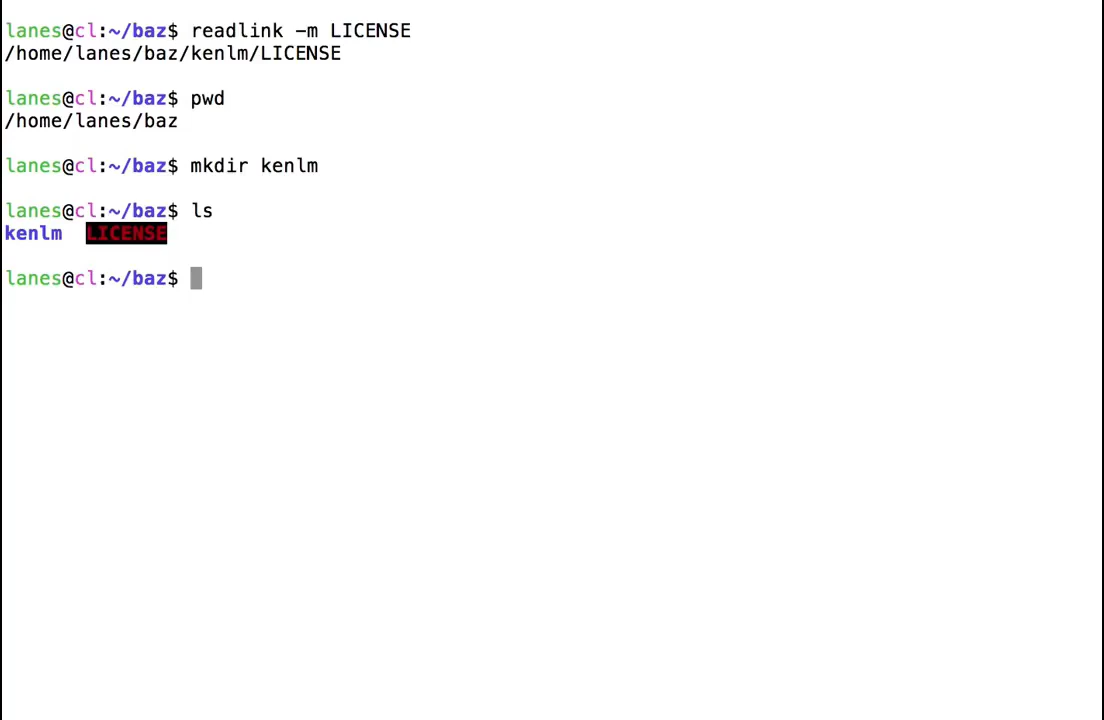 lanes@cl:~/baz$ readlink -m LICENSE
/home/lanes/baz/kenlm/LICENSE
lanes@cl:~/baz$ pwd
/home/lanes/baz
lanes@cl:~/baz$ mkdir kenlm
lanes@cl:~/baz$ ls
kenlm  LICENSE
lanes@cl:~/baz$